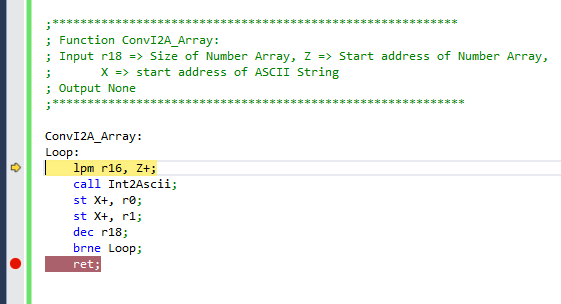 ;**********************************************************
; Function ConvI2A_Array:
; Input r18 => Size of Number Array, Z => Start address of Number Array,
;       X => start address of ASCII String
; Output None
;***********************************************************
ConvI2A_Array:
Loop:
    lpm r16, Z+;
    call Int2Ascii;
    st X+, r0;
    st X+, r1;
    dec r18;
    brne Loop;
    ret;